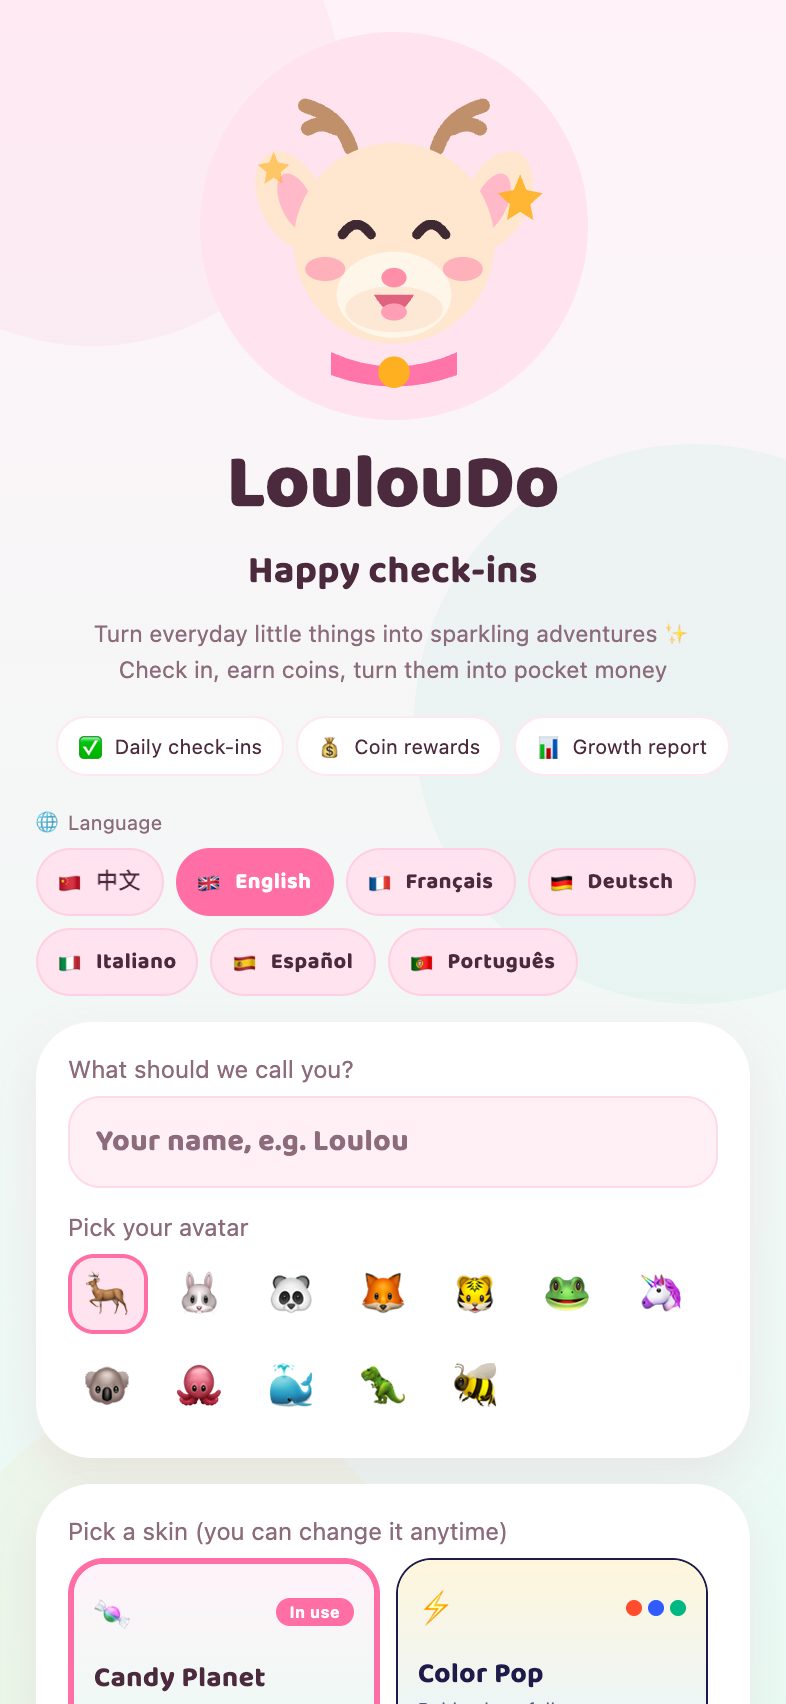 LoulouDo
Happy check-ins
Turn everyday little things into sparkling adventures ✨
Check in, earn coins, turn them into pocket money
Daily check-ins
Coin rewards
Growth report
Language
中文
English
Français
Deutsch
Italiano
Español
Português
What should we call you?
Your name, e.g. Loulou
Pick your avatar
Pick a skin (you can change it anytime)
In use
Candy Planet
Color Pop